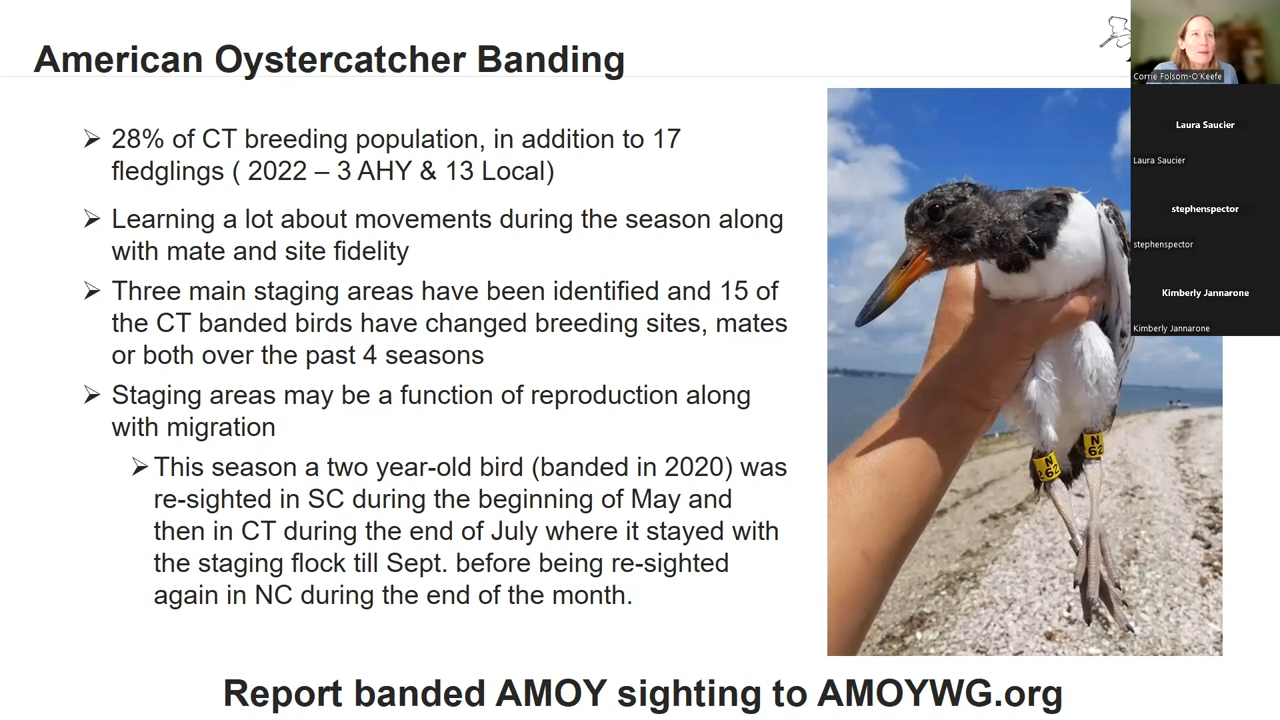 American Oystercatcher Banding
➢ 28% of CT breeding population, in addition to 17
fledglings ( 2022 – 3 AHY & 13 Local)
➢ Learning a lot about movements during the season along
with mate and site fidelity
➢ Three main staging areas have been identified and 15 of
the CT banded birds have changed breeding sites, mates
or both over the past 4 seasons
➢ Staging areas may be a function of reproduction along
with migration
➢ This season a two year-old bird (banded in 2020) was
re-sighted in SC during the beginning of May and
then in CT during the end of July where it stayed with
the staging flock till Sept. before being re-sighted
again in NC during the end of the month.
Report banded AMOY sighting to AMOYWG.org
Corrie Folsom-O'Keefe
Laura Saucier
Laura Saucier
stephenspector
stephenspector
Kimberly Jannarone
Kimberly Jannarone
N
62
N
62